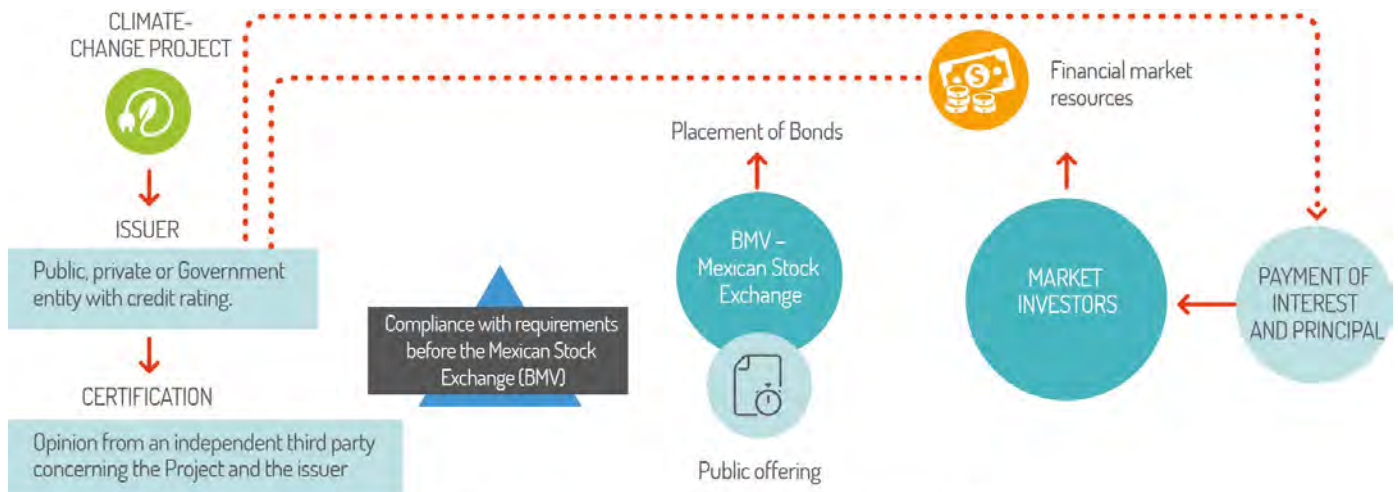 CLIMATE-
CHANGE PROJECT
ISSUER
Public, private or Government
entity with credit rating.
CERTIFICATION
Opinion from an independent third party
concerning the Project and the issuer
Compliance with requirements
before the Mexican Stock
Exchange (BMV)
Placement of Bonds
BMV –
Mexican Stock
Exchange
Public offering
$
Financial market
resources
MARKET
INVESTORS
PAYMENT OF
INTEREST
AND PRINCIPAL